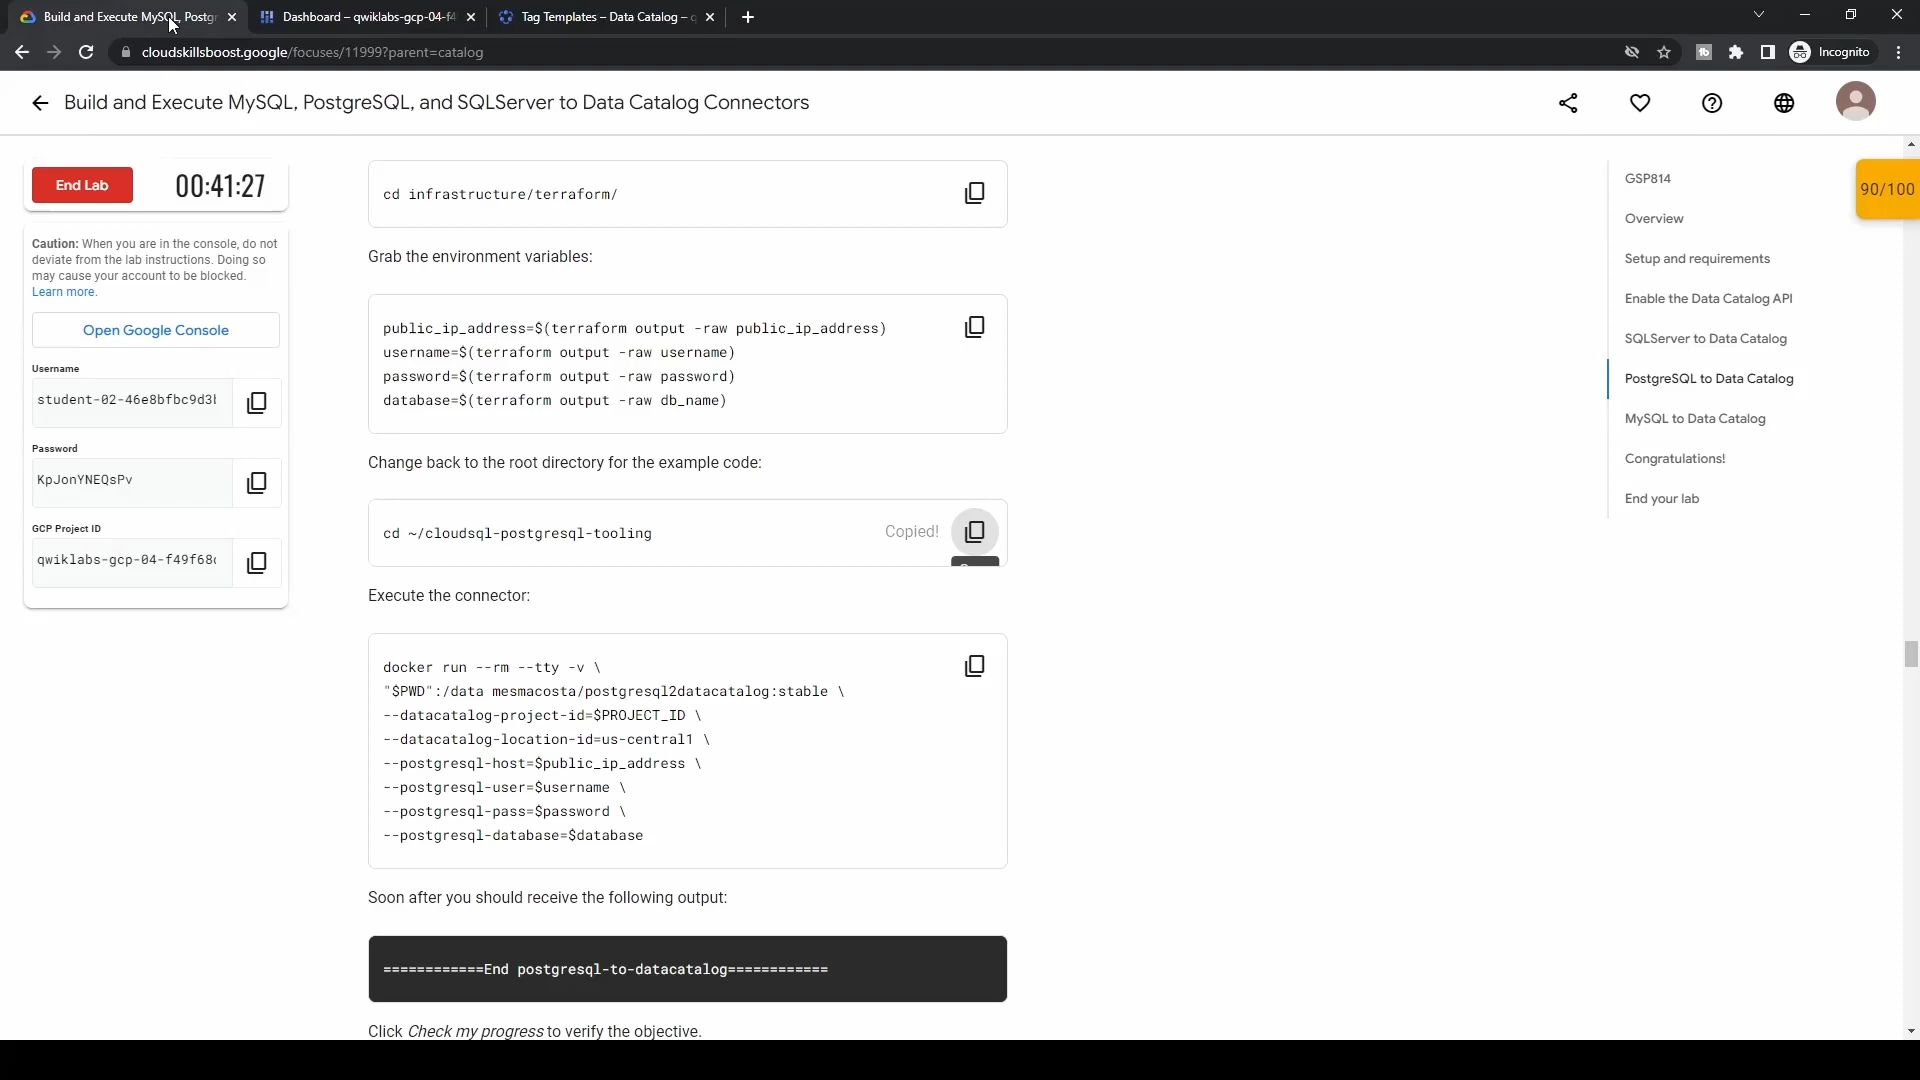 Build and Execute MySQL, Postgr
Dashboard – qwiklabs-gcp-04-f4
Tag Templates – Data Catalog – q
cloudskillsboost.google/focuses/11999?parent=catalog
Incognito
Build and Execute MySQL, PostgreSQL, and SQLServer to Data Catalog Connectors
End Lab
00:41:27
Caution: When you are in the console, do not
deviate from the lab instructions. Doing so
may cause your account to be blocked.
Learn more.
Open Google Console
Username
student-02-46e8bfbc9d3
Password
KpJonYNEQsPv
GCP Project ID
qwiklabs-gcp-04-f49f68
cd infrastructure/terraform/
Grab the environment variables:
public_ip_address=$(terraform output -raw public_ip_address)
username=$(terraform output -raw username)
password=$(terraform output -raw password)
database=$(terraform output -raw db_name)
Change back to the root directory for the example code:
cd ~/cloudsql-postgresql-tooling
Copied!
Execute the connector:
docker run --rm --tty -v \
"$PWD":/data mesmacosta/postgresql2datacatalog:stable \
--datacatalog-project-id=$PROJECT_ID \
--datacatalog-location-id=us-central1 \
--postgresql-host=$public_ip_address \
--postgresql-user=$username \
--postgresql-pass=$password \
--postgresql-database=$database
Soon after you should receive the following output:
============End postgresql-to-datacatalog============
Click Check my progress to verify the objective.
GSP814
Overview
Setup and requirements
Enable the Data Catalog API
SQLServer to Data Catalog
PostgreSQL to Data Catalog
MySQL to Data Catalog
Congratulations!
End your lab
90/100